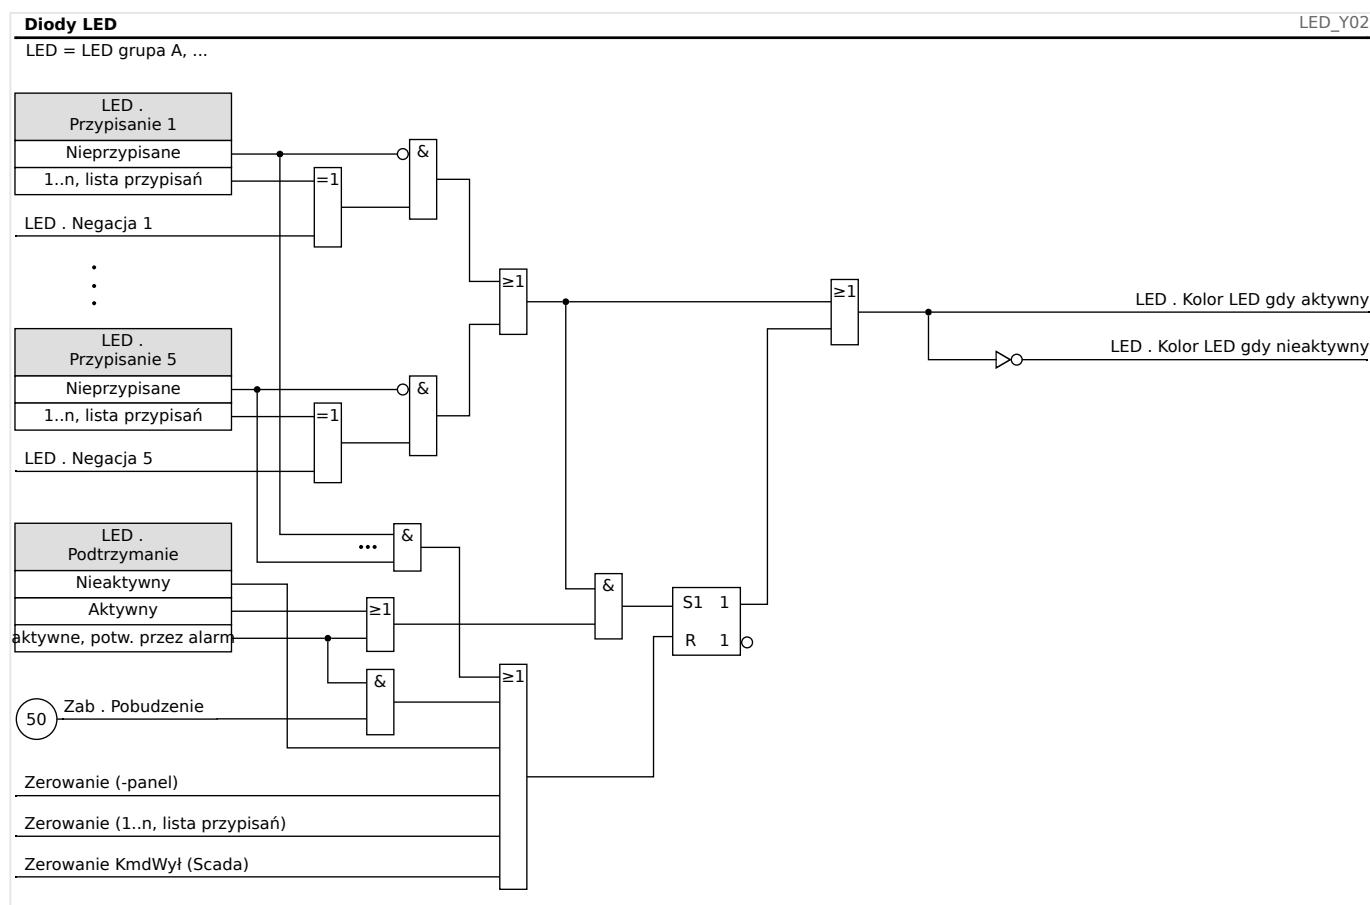 Diody LED
LED_Y02
LED = LED grupa A, ...
LED .
Przypisanie 1
Nieprzypisane
&
1..n, lista przypisań
=1
LED . Negacja 1
≥1
≥1
LED . Kolor LED gdy aktywny
LED . Kolor LED gdy nieaktywny
LED .
Przypisanie 5
Nieprzypisane
&
1..n, lista przypisań
=1
LED . Negacja 5
LED .
Podtrzymanie
&
...
Nieaktywny
&
Aktywny
≥1
S1 1
aktywne, potw. przez alarm
R 1
&
≥1
50
Zab . Pobudzenie
Zerowanie (-panel)
Zerowanie (1..n, lista przypisań)
Zerowanie KmdWył (Scada)